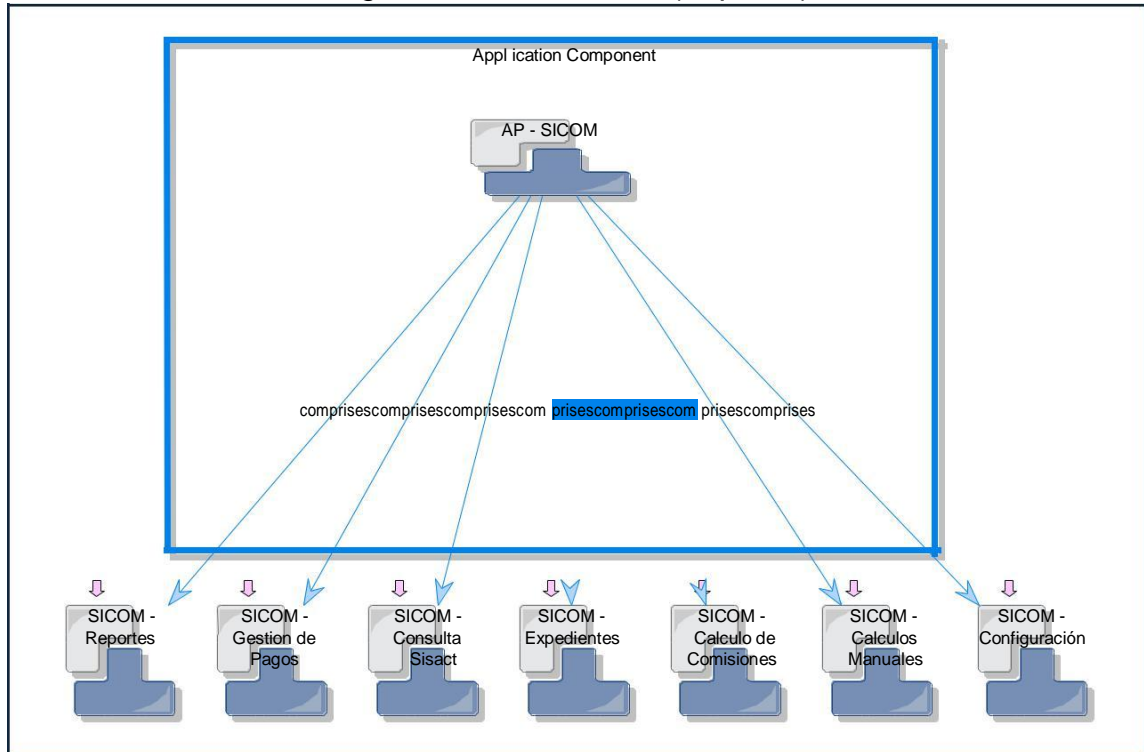 Appl ication Component
AP - SICOM
comprisescomprisescomprisescom prisescomprisescom prisescomprises
SICOM -
Reportes
SICOM -
Gestion de
Pagos
SICOM -
Consulta
Sisact
SICOM -
Expedientes
SICOM -
Calculo de
Comisiones
SICOM -
Calculos
Manuales
SICOM -
Configuración